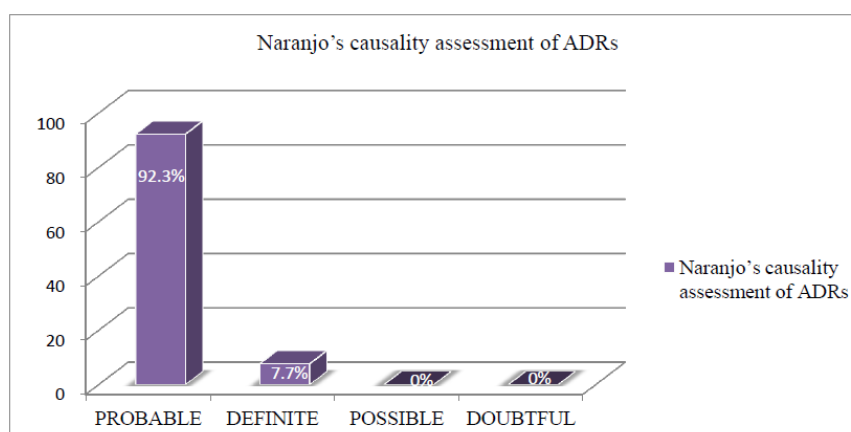 Naranjo’s causality assessment of ADRs
100
80
60
40
20
0
92.3%
7.7%
0%
0%
PROBABLE DEFINITE POSSIBLE DOUBTFUL
Naranjo’s causality
assessment of ADRs